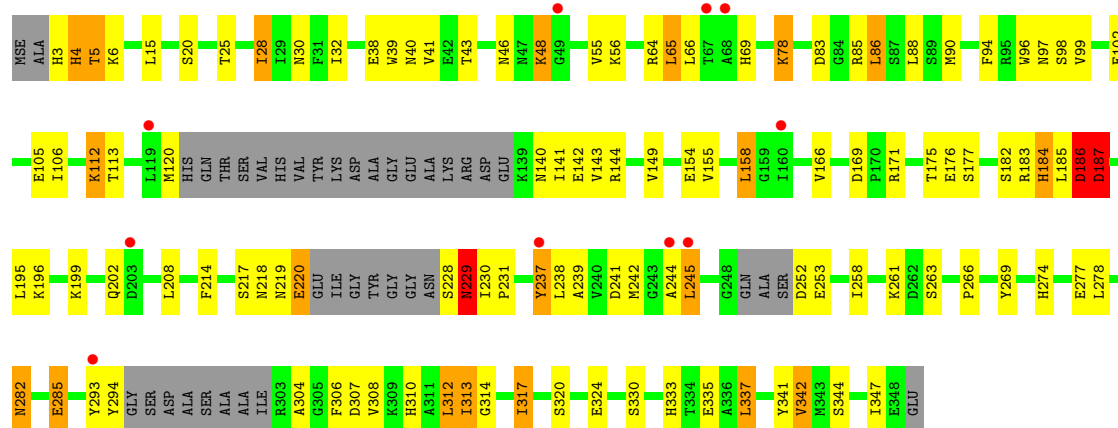 MSE ALA H3 H4 T5 K6 L15 S20 T25 I28 I29 N30 F31 I32 E38 W39 N40 V41 E42 T43 N46 N47 K48 G49 V55 K56 R64 L65 L66 T67 A68 H69 K78 D83 G84 R85 L86 S87 L88 S89 M90 F94 R95 W96 N97 S98 V99 E102
E105 I106 K112 T113 L119 M120 HIS GLN THR SER VAL HIS VAL TYR LYS ASP ALA GLY GLU ALA LYS ARG ASP GLU K139 N140 I141 E142 V143 R144 V149 E154 V155 L158 G159 I160 V166 D169 P170 R171 T175 E176 S177 S182 R183 H184 L185 D186 D187
L195 K196 K199 Q202 D203 L208 F214 S217 N218 N219 E220 GLU ILE GLY TYR GLY GLY ASN S228 N229 I230 P231 Y237 L238 A239 V240 D241 M242 G243 A244 L245 G248 GLN ALA SER D252 E253 I258 K261 D262 S263 P266 Y269 H274 E277 L278
N282 E285 Y293 Y294 GLY SER ASP ALA SER ALA ALA ILE R303 A304 G305 F306 D307 V308 K309 H310 A311 L312 I313 G314 I317 S320 E324 S330 H333 T334 E335 A336 L337 Y341 V342 M343 S344 I347 E348 GLU